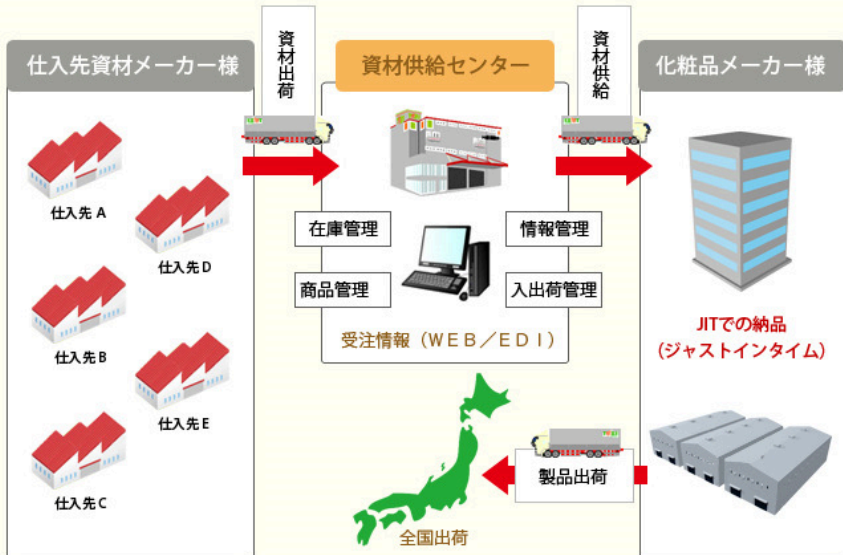 仕入先資材メーカー様
資材出荷
資材供給センター
資材供給
化粧品メーカー様
仕入先 A
仕入先 D
仕入先 B
仕入先 E
仕入先 C
在庫管理
情報管理
商品管理
入出荷管理
受注情報（ＷＥＢ／ＥＤＩ）
JITでの納品
（ジャストインタイム）
製品出荷
全国出荷